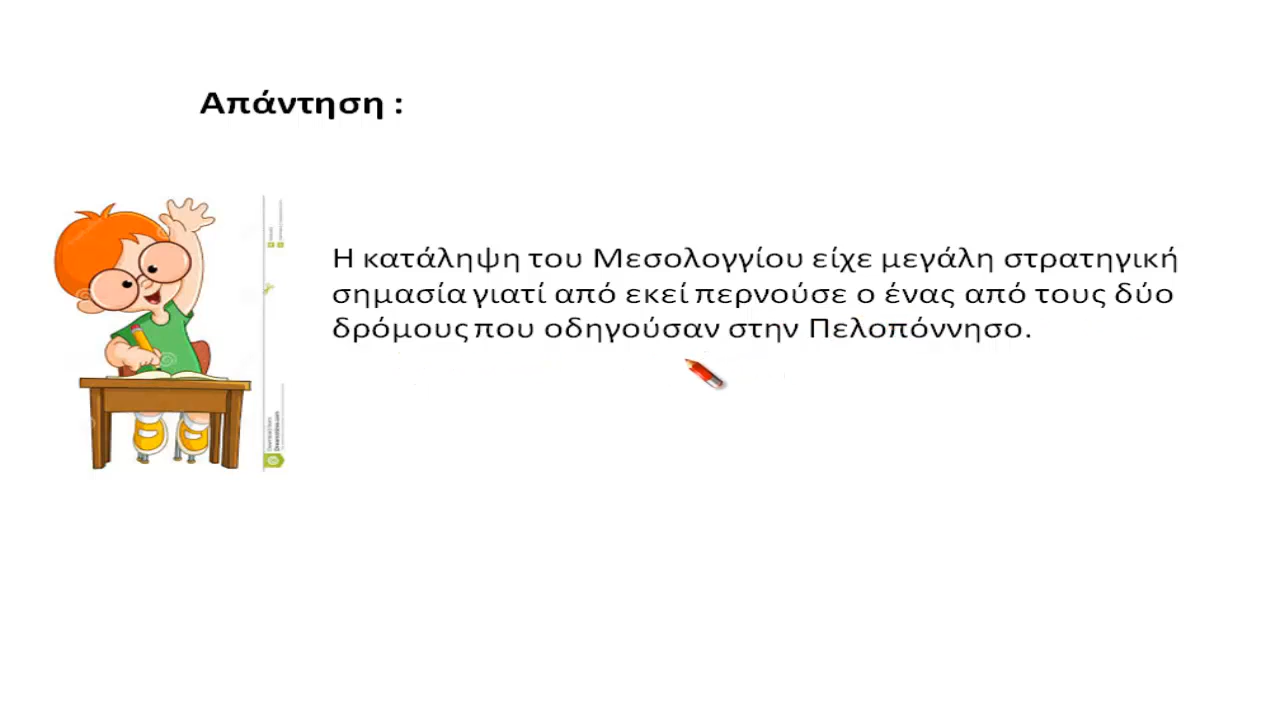 Απάντηση :
Η κατάληψη του Μεσολογγίου είχε μεγάλη στρατηγική
σημασία γιατί από εκεί περνούσε ο ένας από τους δύο
δρόμους που οδηγούσαν στην Πελοπόννησο.